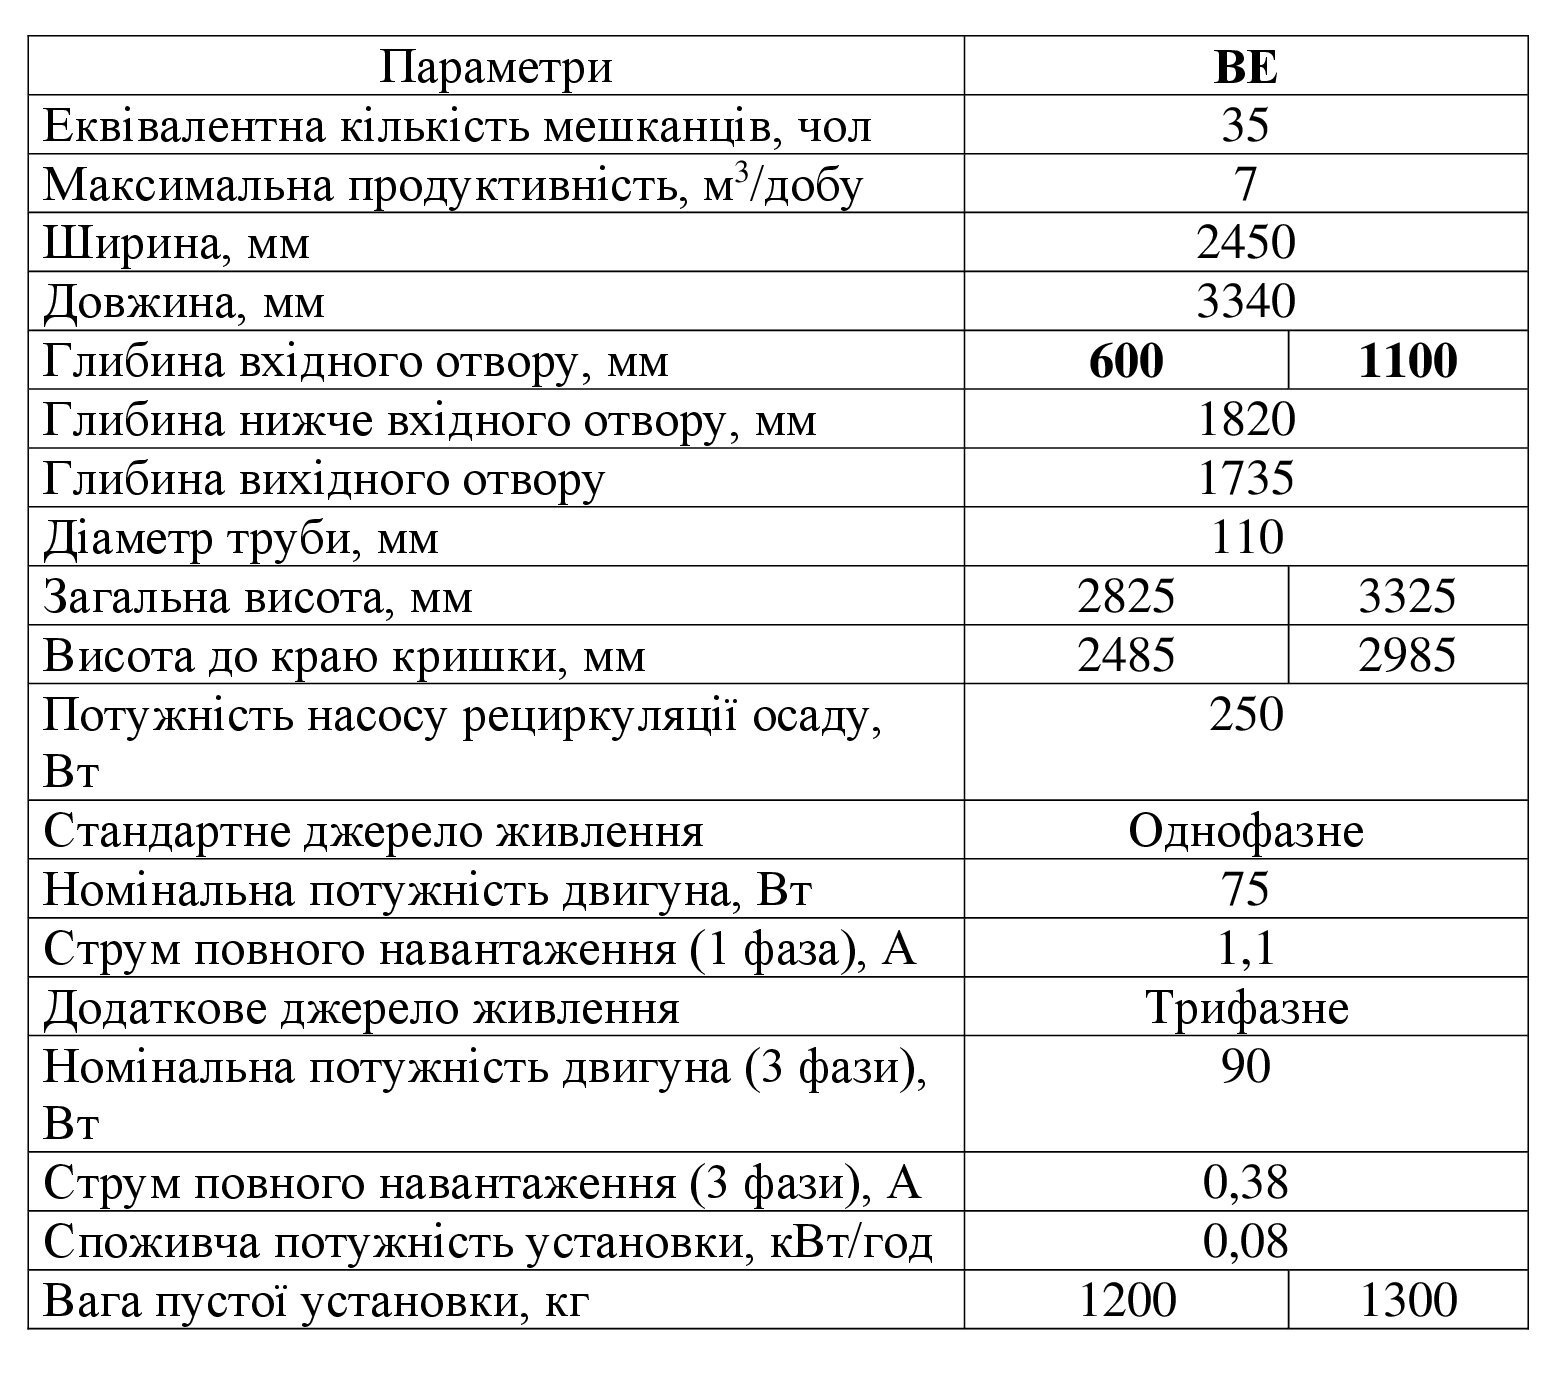 Параметри BE
Еквівалентна кількість мешканців, чол 35
Максимальна продуктивність, м³/добу 7
Ширина, мм 2450
Довжина, мм 3340
Глибина вхідного отвору, мм 600 1100
Глибина нижче вхідного отвору, мм 1820
Глибина вихідного отвору 1735
Діаметр труби, мм 110
Загальна висота, мм 2825 3325
Висота до краю кришки, мм 2485 2985
Потужність насосу рециркуляції осаду, 250
Вт
Стандартне джерело живлення Однофазне
Номінальна потужність двигуна, Вт 75
Струм повного навантаження (1 фаза), А 1,1
Додаткове джерело живлення Трифазне
Номінальна потужність двигуна (3 фази), 90
Вт
Струм повного навантаження (3 фази), А 0,38
Споживча потужність установки, кВт/год 0,08
Вага пустої установки, кг 1200 1300